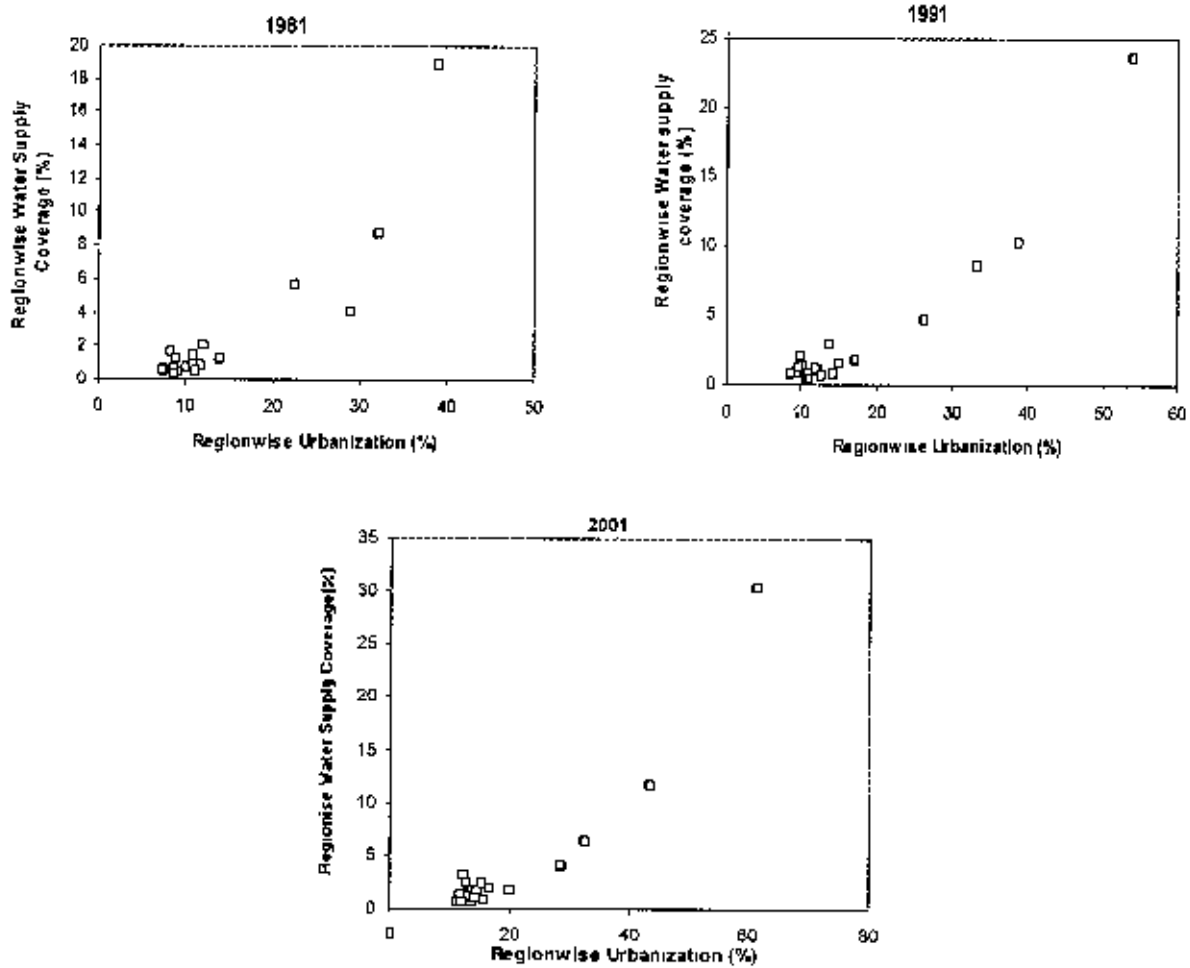 1981
20
18
16
14
12
10
8
6
4
2
0
0 10 20 30 40 50
Regionwise Water Supply
Coverage (%)
Regionwise Urbanization (%)
1991
25
20
15
10
5
0
0 10 20 30 40 50 60
Regionwise Water supply
coverage (%)
Regionwise Urbanization (%)
2001
35
30
25
20
15
10
5
0
0 20 40 60 80
Regionise Water Supply Coverage(%)
Regionwise Urbanization (%)